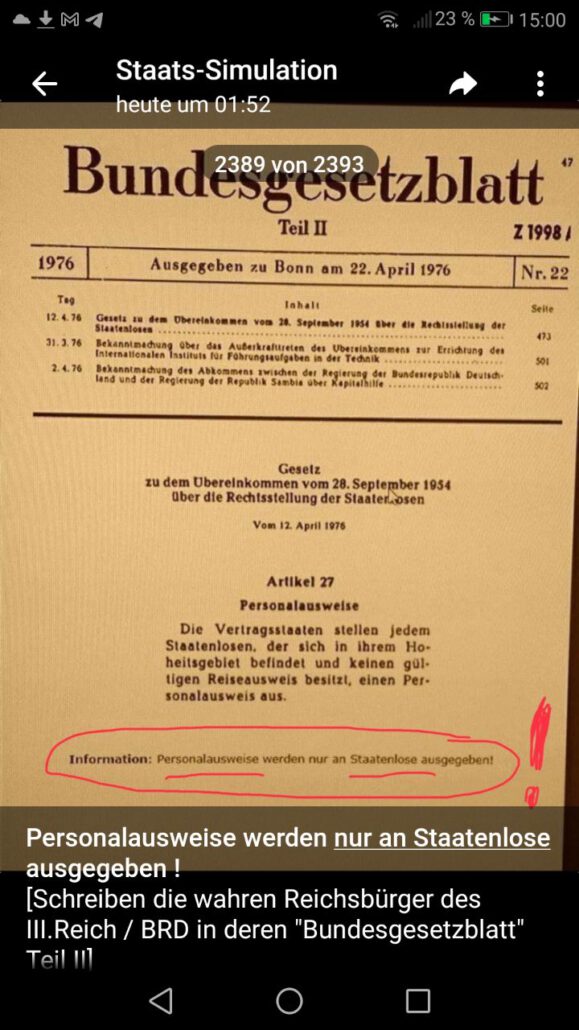 23 % 15:00
Staats-Simulation
heute um 01:52
2389 von 2393
Bundesgesetzblatt
47
Teil II
Z 1998 A
1976
Ausgegeben zu Bonn am 22. April 1976
Nr. 22
Tag
Inhalt
Seite
12. 4. 76 Gesetz zu dem Übereinkommen vom 28. September 1954 über die Rechtsstellung der
Staatenlosen 473
31. 3. 76 Bekanntmachung über das Außerkrafttreten des Übereinkommens zur Errichtung des
Internationalen Instituts für Führungsaufgaben in der Technik 501
2. 4. 76 Bekanntmachung des Abkommens zwischen der Regierung der Bundesrepublik Deutsch-
land und der Regierung der Republik Sambia über Kapitalhilfe 502
Gesetz
zu dem Übereinkommen vom 28. September 1954
über die Rechtsstellung der Staatenlosen
Vom 12. April 1976
Artikel 27
Personalausweise
Die Vertragsstaaten stellen jedem
Staatenlosen, der sich in ihrem Ho-
heitsgebiet befindet und keinen gül-
tigen Reiseausweis besitzt, einen Per-
sonalausweis aus.
Information: Personalausweise werden nur an Staatenlose ausgegeben!
!
Personalausweise werden nur an Staatenlose
ausgegeben !
[Schreiben die wahren Reichsbürger des
III.Reich / BRD in deren "Bundesgesetzblatt"
Teil II]